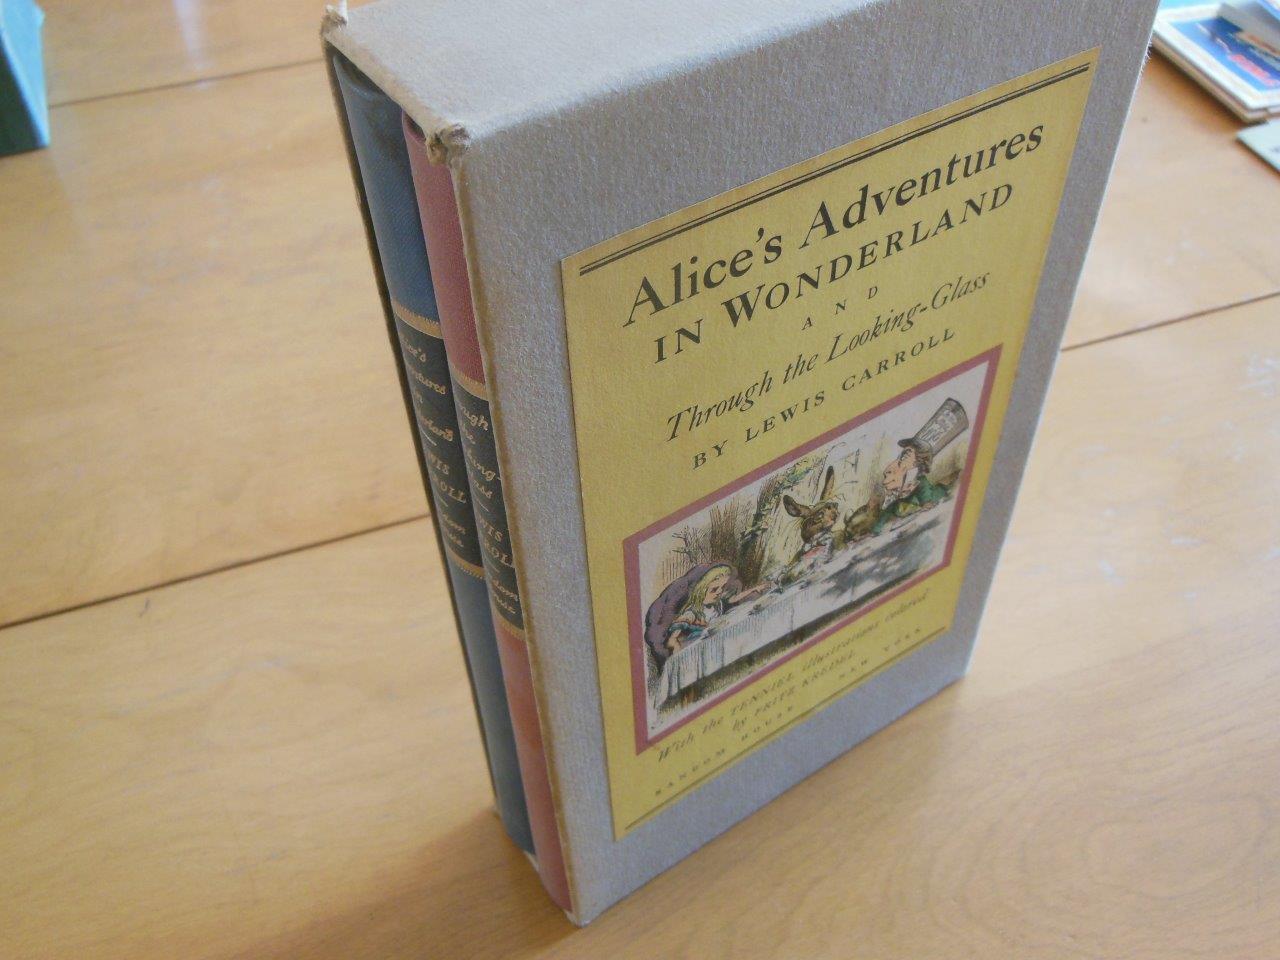 Alice's Adventures
IN WONDERLAND
AND
Through the Looking-Glass
BY LEWIS CARROLL
With the TENNIEL illustrations colored
by FRITZ KREDEL
RANDOM HOUSE NEW YORK